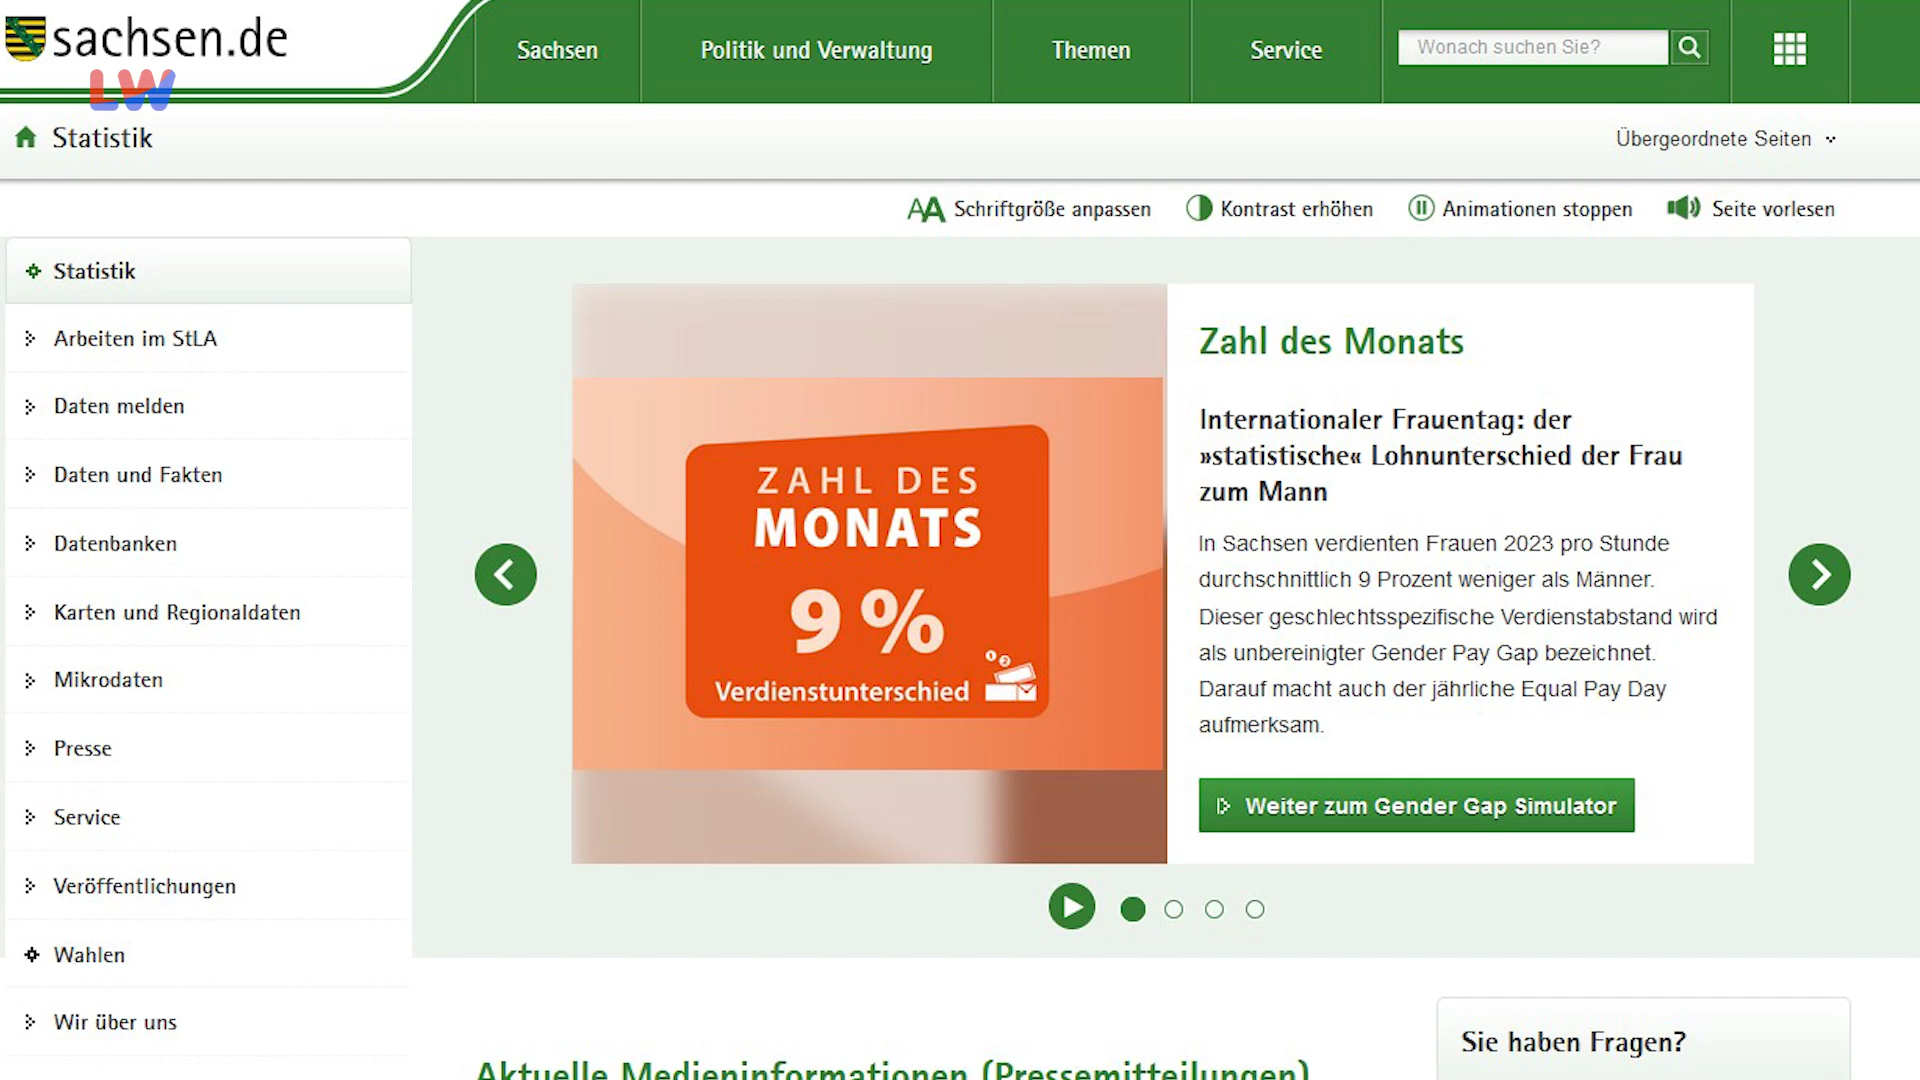 sachsen.de
LW
Sachsen
Politik und Verwaltung
Themen
Service
Wonach suchen Sie?
Statistik
Übergeordnete Seiten
AA Schriftgröße anpassen
Kontrast erhöhen
Animationen stoppen
Seite vorlesen
Statistik
Arbeiten im StLA
Daten melden
Daten und Fakten
Datenbanken
Karten und Regionaldaten
Mikrodaten
Presse
Service
Veröffentlichungen
Wahlen
Wir über uns
ZAHL DES
MONATS
9 %
Verdienstunterschied
Zahl des Monats
Internationaler Frauentag: der
»statistische« Lohnunterschied der Frau
zum Mann
In Sachsen verdienten Frauen 2023 pro Stunde
durchschnittlich 9 Prozent weniger als Männer.
Dieser geschlechtsspezifische Verdienstabstand wird
als unbereinigter Gender Pay Gap bezeichnet.
Darauf macht auch der jährliche Equal Pay Day
aufmerksam.
Weiter zum Gender Gap Simulator
Aktuelle Medieninformationen (Pressemitteilungen)
Sie haben Fragen?